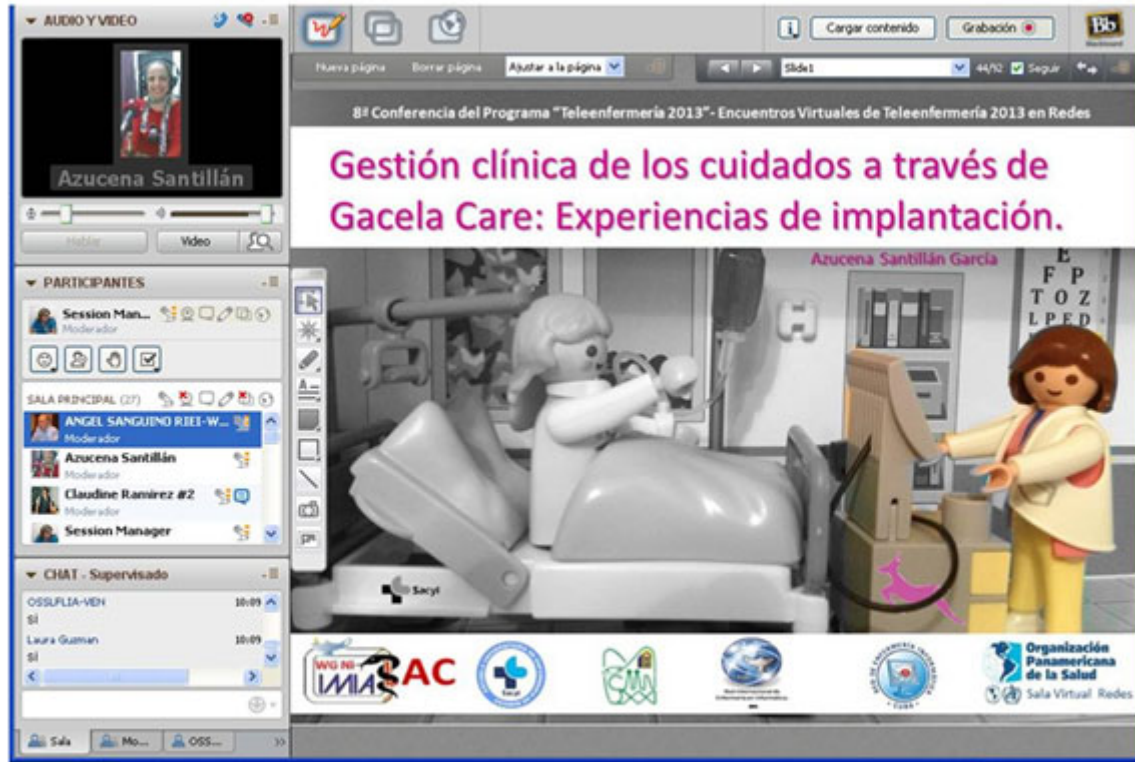 AUDIO Y VIDEO
Azucena Santillán
Hablar
Video
PARTICIPANTES
Session Man...
Moderador
SALA PRINCIPAL (27)
ANGEL SANGUINO RIEI-W...
Moderador
Azucena Santillán
Moderador
Claudine Ramirez #2
Moderador
Session Manager
CHAT - Supervisado
OSSLFLIA-VEN 10:09
SI
Laura Guzman 10:09
SI
Sala
Mo...
OSS...
Cargar contenido
Grabación
Bb
Nueva página
Borrar página
Ajustar a la página
Slide1
44/92
Seguir
8ª Conferencia del Programa "Teleenfermería 2013"- Encuentros Virtuales de Teleenfermería 2013 en Redes
Gestión clínica de los cuidados a través de
Gacela Care: Experiencias de implantación.
Azucena Santillán García
E
F P
T O Z
L P E D
Sacyl
WG NI
IMIA
SAC
Sacyl
Organización
Panamericana
de la Salud
Sala Virtual Redes